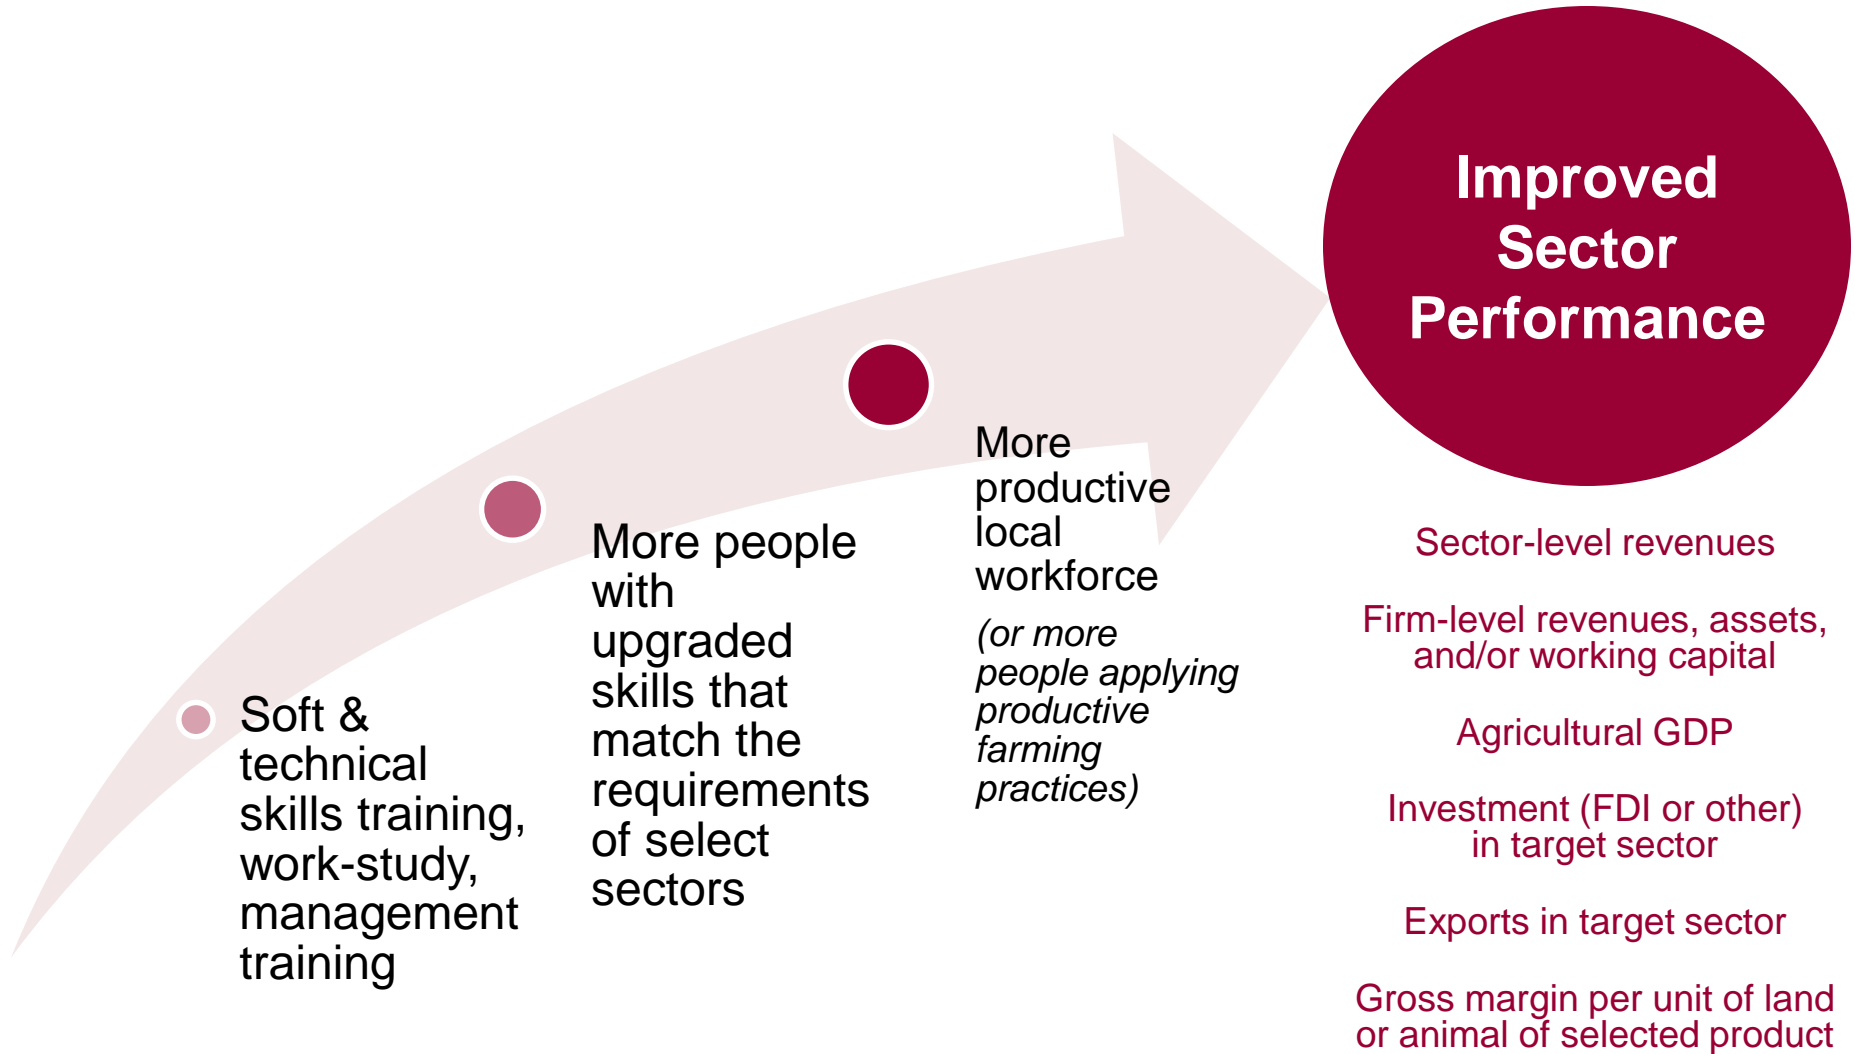 Improved
Sector
Performance
Soft &
technical
skills training,
work-study,
management
training
More people
with
upgraded
skills that
match the
requirements
of select
sectors
More
productive
local
workforce
(or more
people applying
productive
farming
practices)
Sector-level revenues
Firm-level revenues, assets,
and/or working capital
Agricultural GDP
Investment (FDI or other)
in target sector
Exports in target sector
Gross margin per unit of land
or animal of selected product